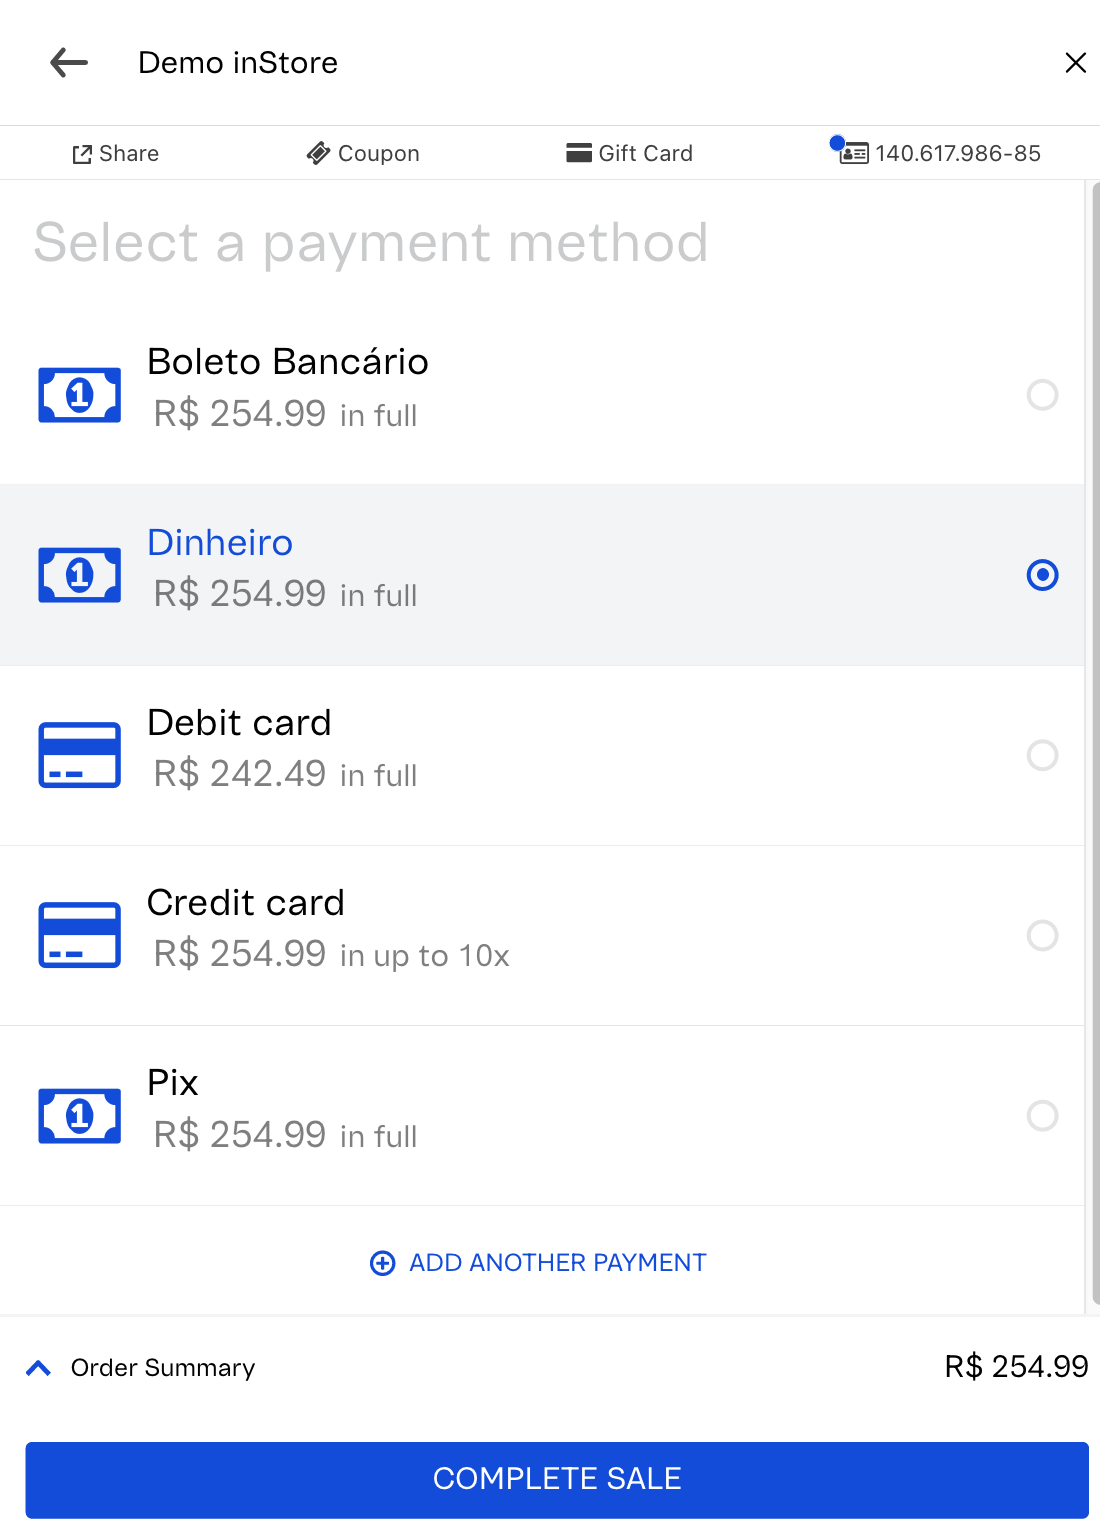 Demo inStore
Share Coupon Gift Card 140.617.986-85
Select a payment method
Boleto Bancário
R$ 254.99 in full
Dinheiro
R$ 254.99 in full
Debit card
R$ 242.49 in full
Credit card
R$ 254.99 in up to 10x
Pix
R$ 254.99 in full
ADD ANOTHER PAYMENT
Order Summary R$ 254.99
COMPLETE SALE